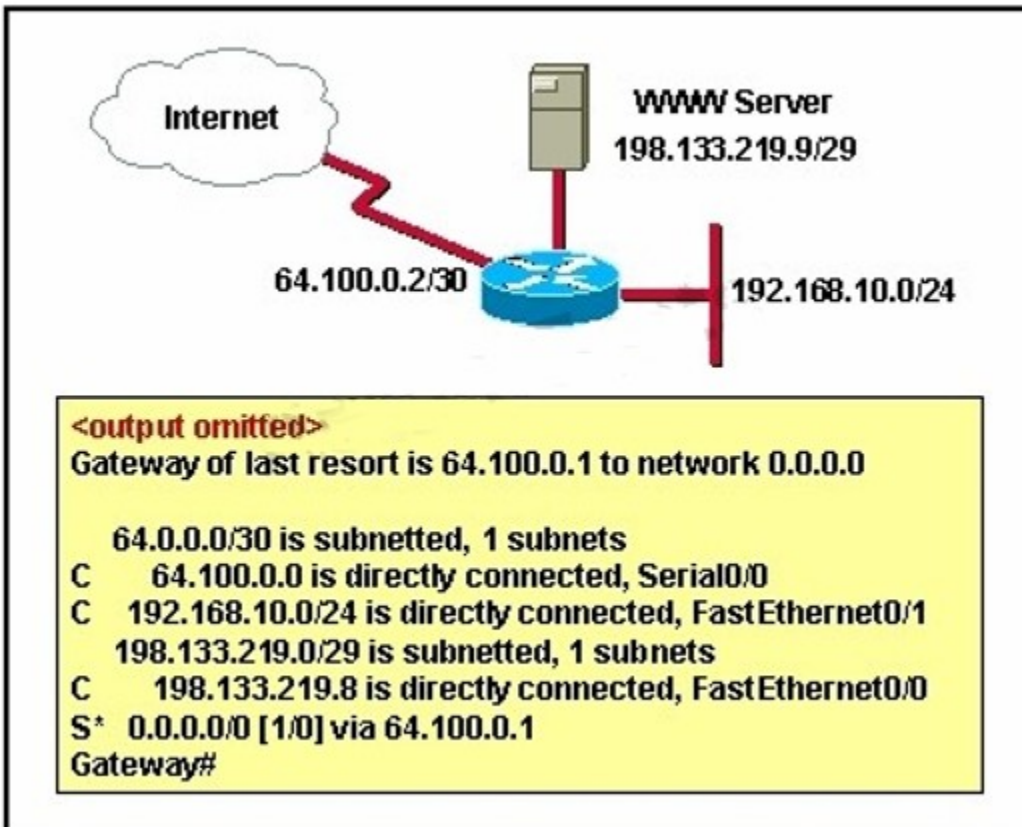 Internet
WWW Server
198.133.219.9/29
64.100.0.2/30
192.168.10.0/24
<output omitted>
Gateway of last resort is 64.100.0.1 to network 0.0.0.0
64.0.0.0/30 is subnetted, 1 subnets
C 64.100.0.0 is directly connected, Serial0/0
C 192.168.10.0/24 is directly connected, FastEthernet0/1
198.133.219.0/29 is subnetted, 1 subnets
C 198.133.219.8 is directly connected, FastEthernet0/0
S* 0.0.0.0/0 [1/0] via 64.100.0.1
Gateway#